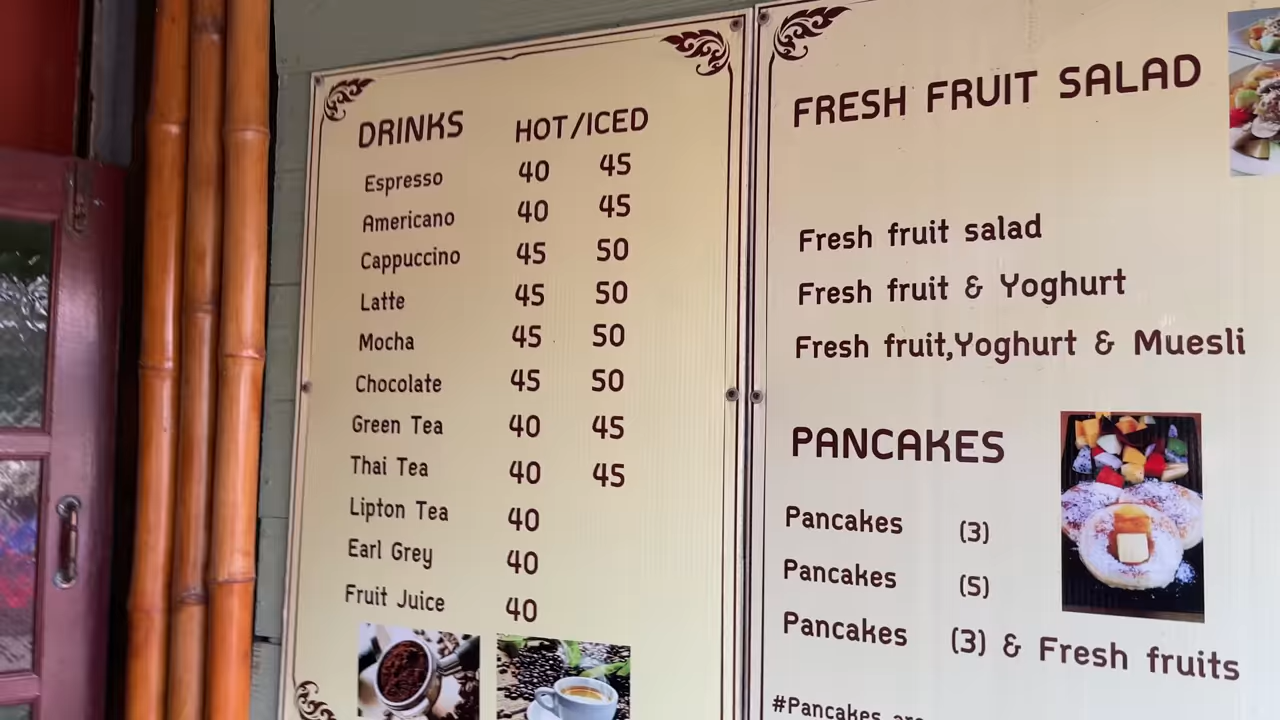 DRINKS HOT/ICED
Espresso 40 45
Americano 40 45
Cappuccino 45 50
Latte 45 50
Mocha 45 50
Chocolate 45 50
Green Tea 40 45
Thai Tea 40 45
Lipton Tea 40
Earl Grey 40
Fruit Juice 40
FRESH FRUIT SALAD
Fresh fruit salad
Fresh fruit & Yoghurt
Fresh fruit,Yoghurt & Muesli
PANCAKES
Pancakes (3)
Pancakes (5)
Pancakes (3) & Fresh fruits
#Pancakes